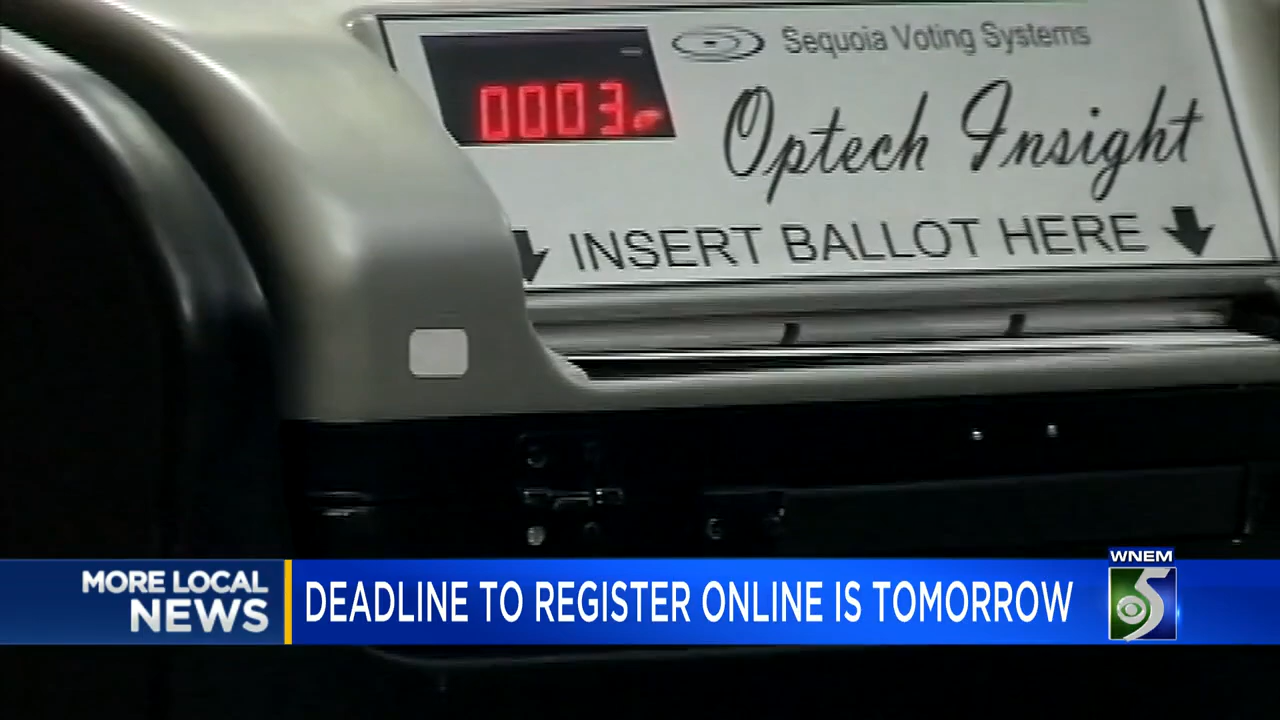 Sequoia Voting Systems
0003
Optech Insight
INSERT BALLOT HERE
MORE LOCAL
NEWS
DEADLINE TO REGISTER ONLINE IS TOMORROW
WNEM
5